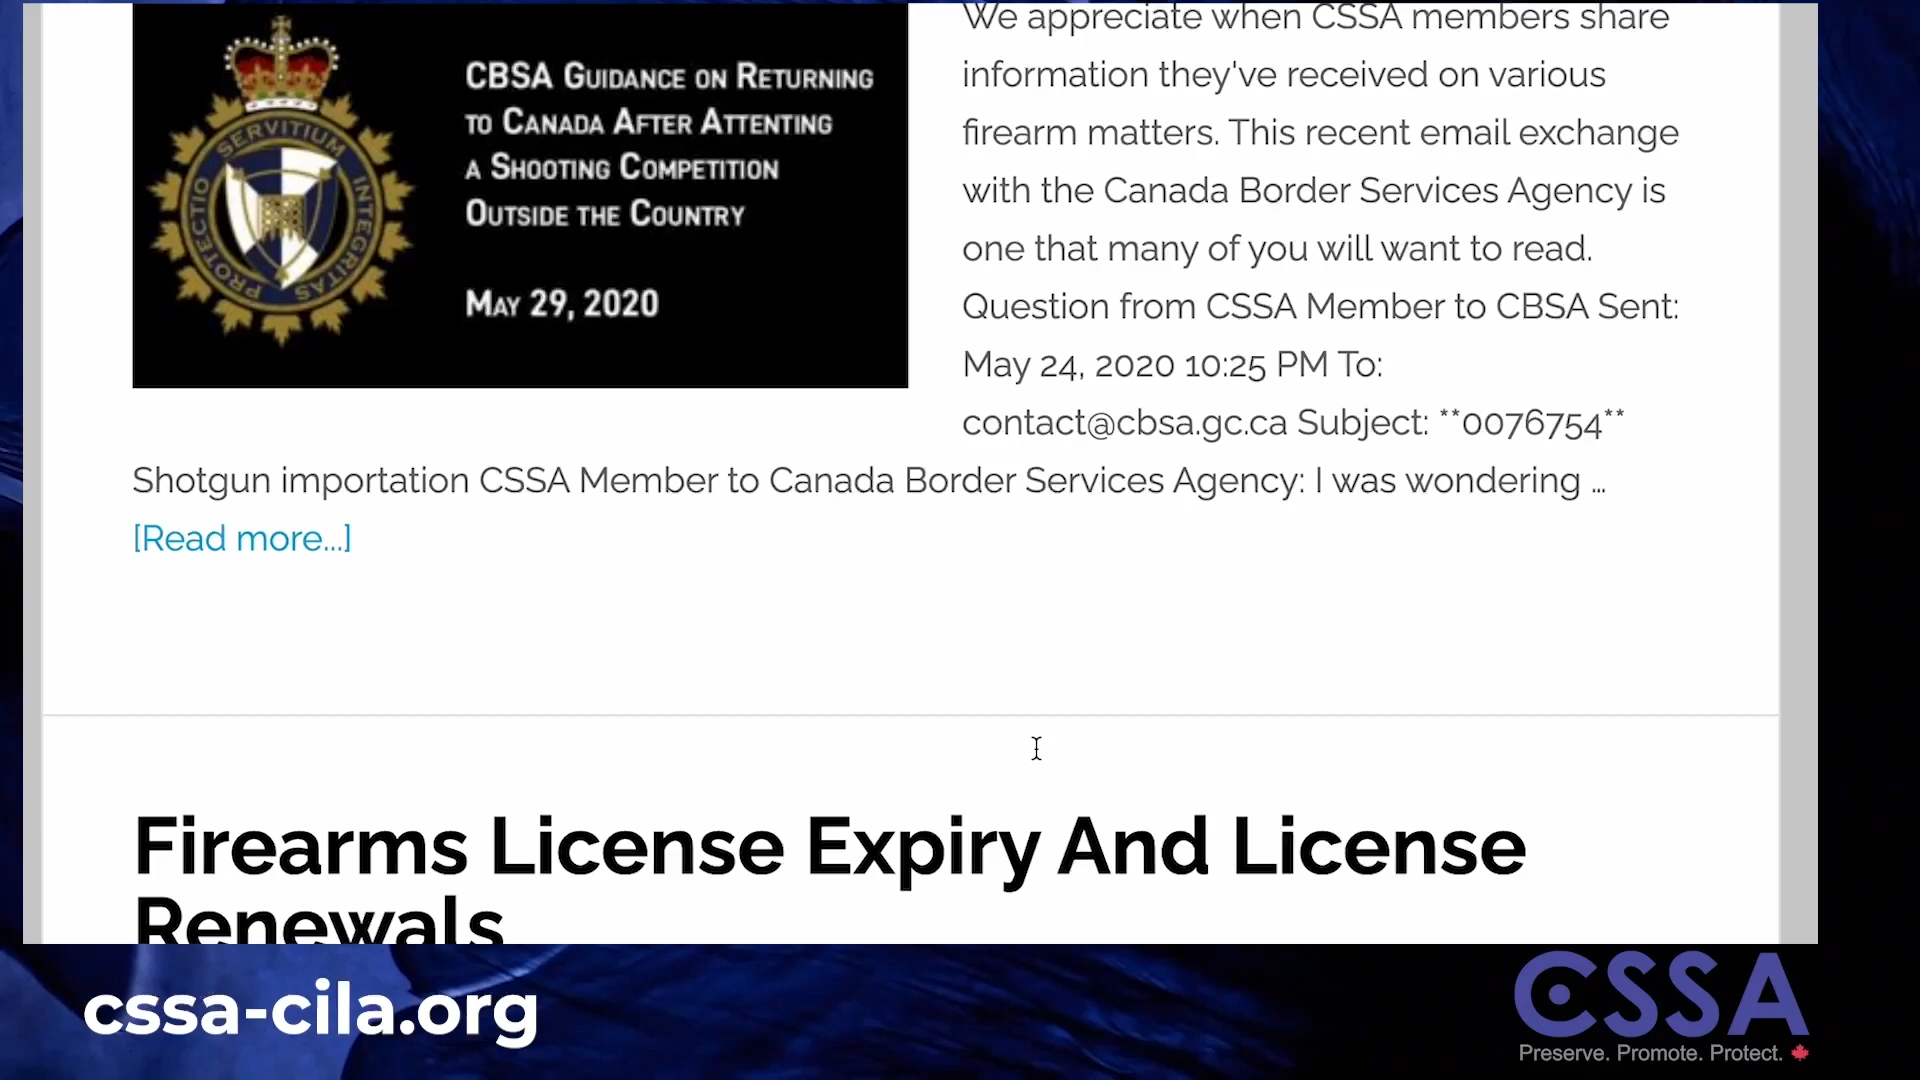 CBSA Guidance on Returning
to Canada After Attenting
a Shooting Competition
Outside the Country
May 29, 2020
SERVITIUM
INTEGRITAS
PROTECTIO
We appreciate when CSSA members share
information they've received on various
firearm matters. This recent email exchange
with the Canada Border Services Agency is
one that many of you will want to read.
Question from CSSA Member to CBSA Sent:
May 24, 2020 10:25 PM To:
contact@cbsa.gc.ca Subject: **0076754**
Shotgun importation CSSA Member to Canada Border Services Agency: I was wondering ...
[Read more...]
Firearms License Expiry And License
Renewals
cssa-cila.org
CSSA
Preserve. Promote. Protect.